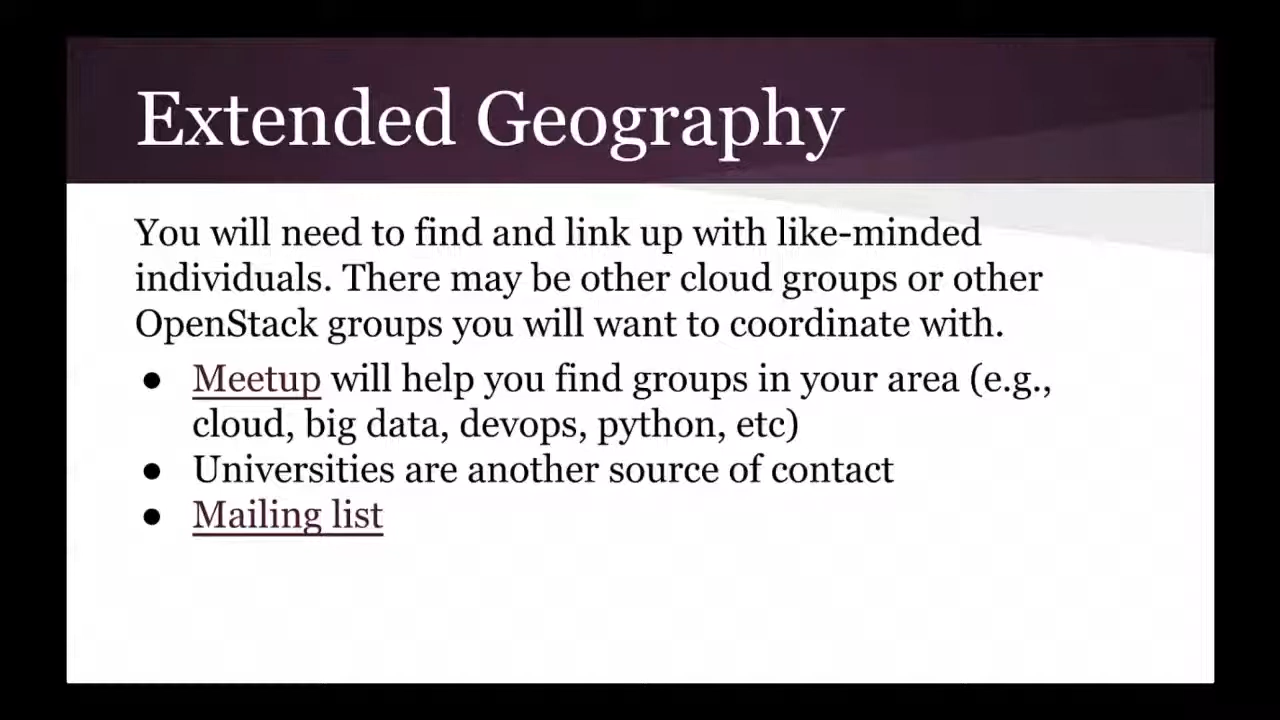 Extended Geography
You will need to find and link up with like-minded
individuals. There may be other cloud groups or other
OpenStack groups you will want to coordinate with.
● Meetup will help you find groups in your area (e.g.,
cloud, big data, devops, python, etc)
● Universities are another source of contact
● Mailing list